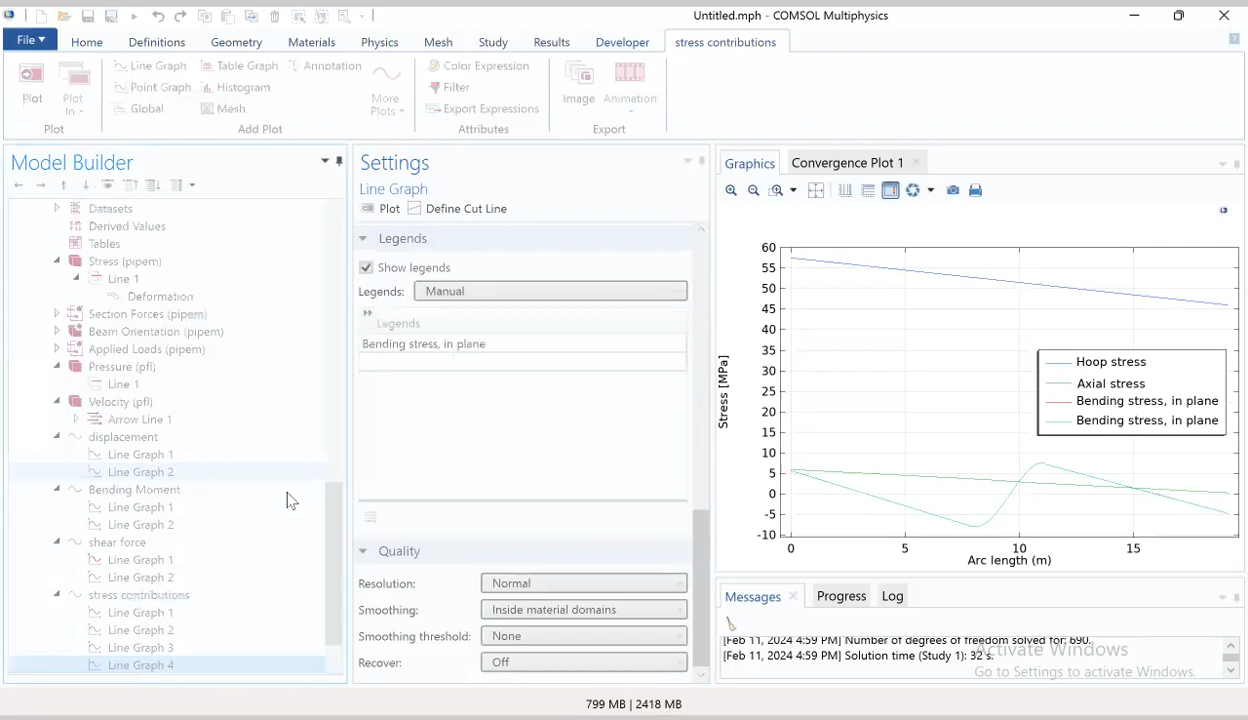 Untitled.mph - COMSOL Multiphysics
File
Home
Definitions
Geometry
Materials
Physics
Mesh
Study
Results
Developer
stress contributions
Plot
Plot
In
Plot
Line Graph
Point Graph
Global
Table Graph
Histogram
Mesh
Annotation
More
Plots
Add Plot
Color Expression
Filter
Export Expressions
Attributes
Image
Animation
Export
Model Builder
Datasets
Derived Values
Tables
Stress (pipem)
Line 1
Deformation
Section Forces (pipem)
Beam Orientation (pipem)
Applied Loads (pipem)
Pressure (pfl)
Line 1
Velocity (pfl)
Arrow Line 1
displacement
Line Graph 1
Line Graph 2
Bending Moment
Line Graph 1
Line Graph 2
shear force
Line Graph 1
Line Graph 2
stress contributions
Line Graph 1
Line Graph 2
Line Graph 3
Line Graph 4
Settings
Line Graph
Plot
Define Cut Line
Legends
Show legends
Legends: Manual
Legends
Bending stress, in plane
Quality
Resolution: Normal
Smoothing: Inside material domains
Smoothing threshold: None
Recover: Off
Graphics
Convergence Plot 1
60
55
50
45
40
35
30
25
20
15
10
5
0
-5
-10
Stress [MPa]
Hoop stress
Axial stress
Bending stress, in plane
Bending stress, in plane
0 5 10 15
Arc length (m)
Messages
Progress
Log
[Feb 11, 2024 4:59 PM] Number of degrees of freedom solved for: 690.
[Feb 11, 2024 4:59 PM] Solution time (Study 1): 32 s.
Activate Windows
Go to Settings to activate Windows.
799 MB | 2418 MB